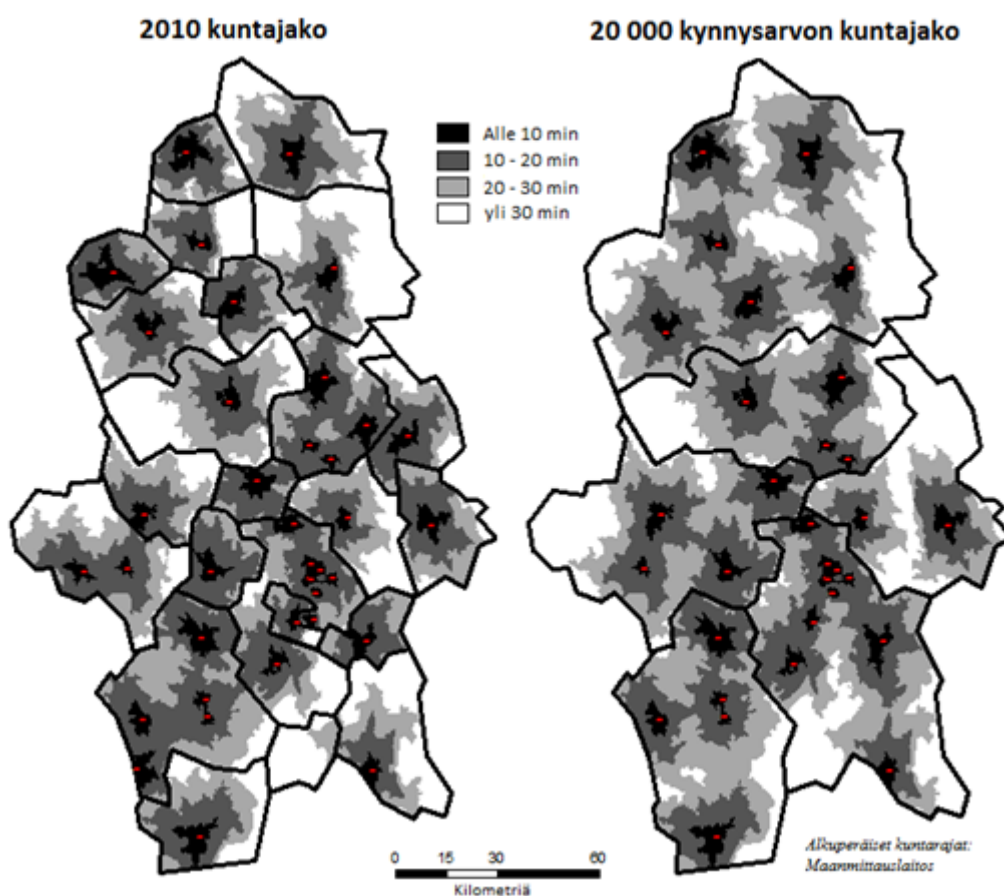 2010 kuntajako
20 000 kynnysarvon kuntajako
Alle 10 min
10 - 20 min
20 - 30 min
yli 30 min
0 15 30 60
Kilometriä
Alkuperäiset kuntarajat:
Maanmittauslaitos